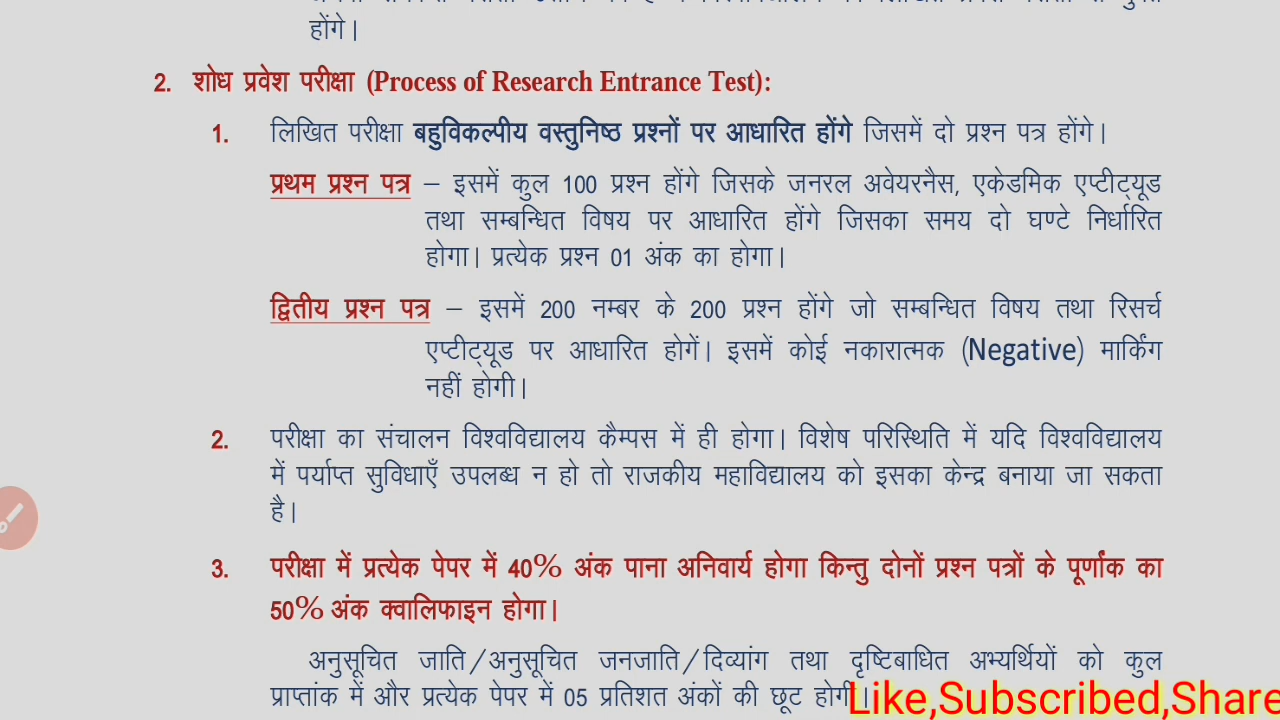 होंगे।
2. शोध प्रवेश परीक्षा (Process of Research Entrance Test):
1. लिखित परीक्षा बहुविकल्पीय वस्तुनिष्ठ प्रश्नों पर आधारित होंगे जिसमें दो प्रश्न पत्र होंगे।
प्रथम प्रश्न पत्र – इसमें कुल 100 प्रश्न होंगे जिसके जनरल अवेयरनैस, एकेडमिक एप्टीट्यूड
तथा सम्बन्धित विषय पर आधारित होंगे जिसका समय दो घण्टे निर्धारित
होगा। प्रत्येक प्रश्न 01 अंक का होगा।
द्वितीय प्रश्न पत्र – इसमें 200 नम्बर के 200 प्रश्न होंगे जो सम्बन्धित विषय तथा रिसर्च
एप्टीट्यूड पर आधारित होगें। इसमें कोई नकारात्मक (Negative) मार्किंग
नहीं होगी।
2. परीक्षा का संचालन विश्वविद्यालय कैम्पस में ही होगा। विशेष परिस्थिति में यदि विश्वविद्यालय
में पर्याप्त सुविधाएँ उपलब्ध न हो तो राजकीय महाविद्यालय को इसका केन्द्र बनाया जा सकता
है।
3. परीक्षा में प्रत्येक पेपर में 40% अंक पाना अनिवार्य होगा किन्तु दोनों प्रश्न पत्रों के पूर्णांक का
50% अंक क्वालिफाइन होगा।
अनुसूचित जाति/अनुसूचित जनजाति/दिव्यांग तथा दृष्टिबाधित अभ्यर्थियों को कुल
प्राप्तांक में और प्रत्येक पेपर में 05 प्रतिशत अंकों की छूट होगी।
Like,Subscribed,Share